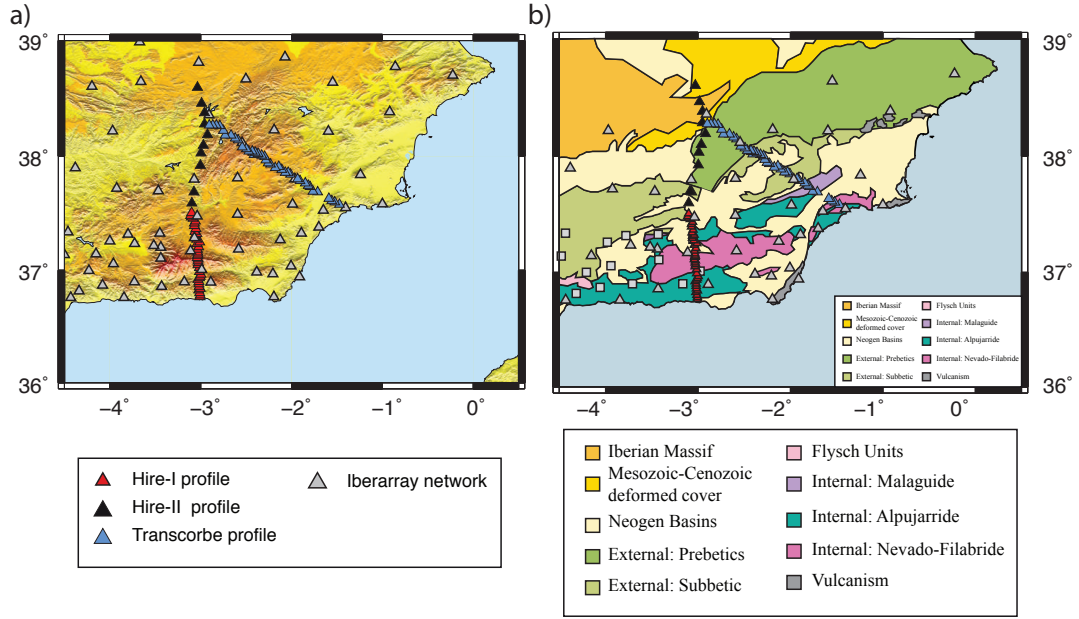 a)
39°
38°
37°
36°
−4°
−3°
−2°
−1°
0°
Hire-I profile
Hire-II profile
Transcorbe profile
Iberarray network
b)
39°
38°
37°
36°
−4°
−3°
−2°
−1°
0°
Iberian Massif
Mesozoic-Cenozoic
deformed cover
Neogen Basins
External: Prebetics
External: Subbetic
Flysch Units
Internal: Malaguide
Internal: Alpujarride
Internal: Nevado-Filabride
Vulcanism
Iberian Massif
Mesozoic-Cenozoic
deformed cover
Neogen Basins
External: Prebetics
External: Subbetic
Flysch Units
Internal: Malaguide
Internal: Alpujarride
Internal: Nevado-Filabride
Vulcanism